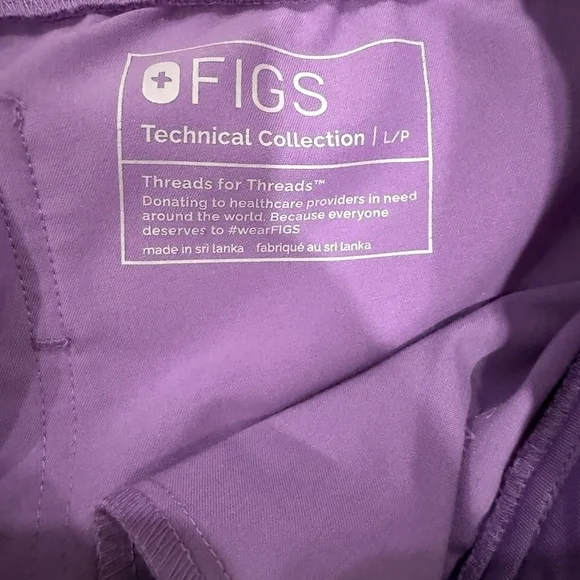 FIGS
Technical Collection | L/P
Threads for Threads™
Donating to healthcare providers in need
around the world. Because everyone
deserves to #wearFIGS
made in sri lanka fabriqué au sri lanka